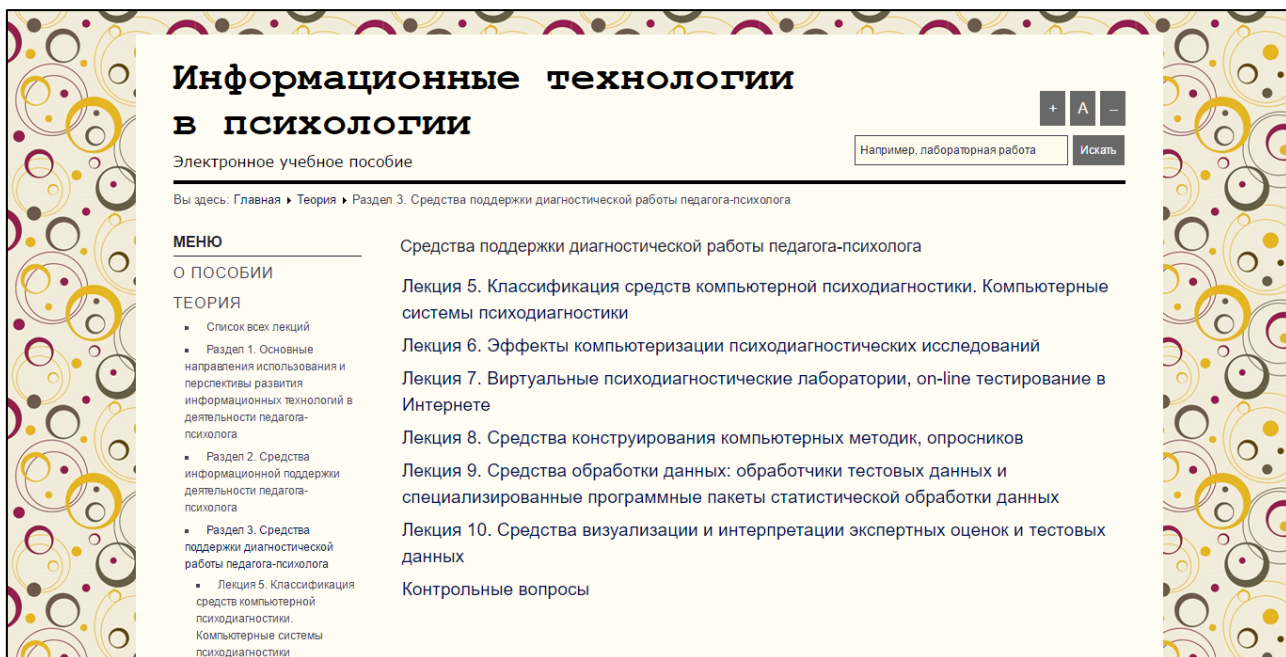 Информационные технологии
в психологии
Электронное учебное пособие
+ A –
Например, лабораторная работа
Искать
Вы здесь: Главная ▸ Теория ▸ Раздел 3. Средства поддержки диагностической работы педагога-психолога
МЕНЮ
О ПОСОБИИ
ТЕОРИЯ
Список всех лекций
Раздел 1. Основные
направления использования и
перспективы развития
информационных технологий в
деятельности педагога-
психолога
Раздел 2. Средства
информационной поддержки
деятельности педагога-
психолога
Раздел 3. Средства
поддержки диагностической
работы педагога-психолога
Лекция 5. Классификация
средств компьютерной
психодиагностики.
Компьютерные системы
психодиагностики
Средства поддержки диагностической работы педагога-психолога
Лекция 5. Классификация средств компьютерной психодиагностики. Компьютерные
системы психодиагностики
Лекция 6. Эффекты компьютеризации психодиагностических исследований
Лекция 7. Виртуальные психодиагностические лаборатории, on-line тестирование в
Интернете
Лекция 8. Средства конструирования компьютерных методик, опросников
Лекция 9. Средства обработки данных: обработчики тестовых данных и
специализированные программные пакеты статистической обработки данных
Лекция 10. Средства визуализации и интерпретации экспертных оценок и тестовых
данных
Контрольные вопросы